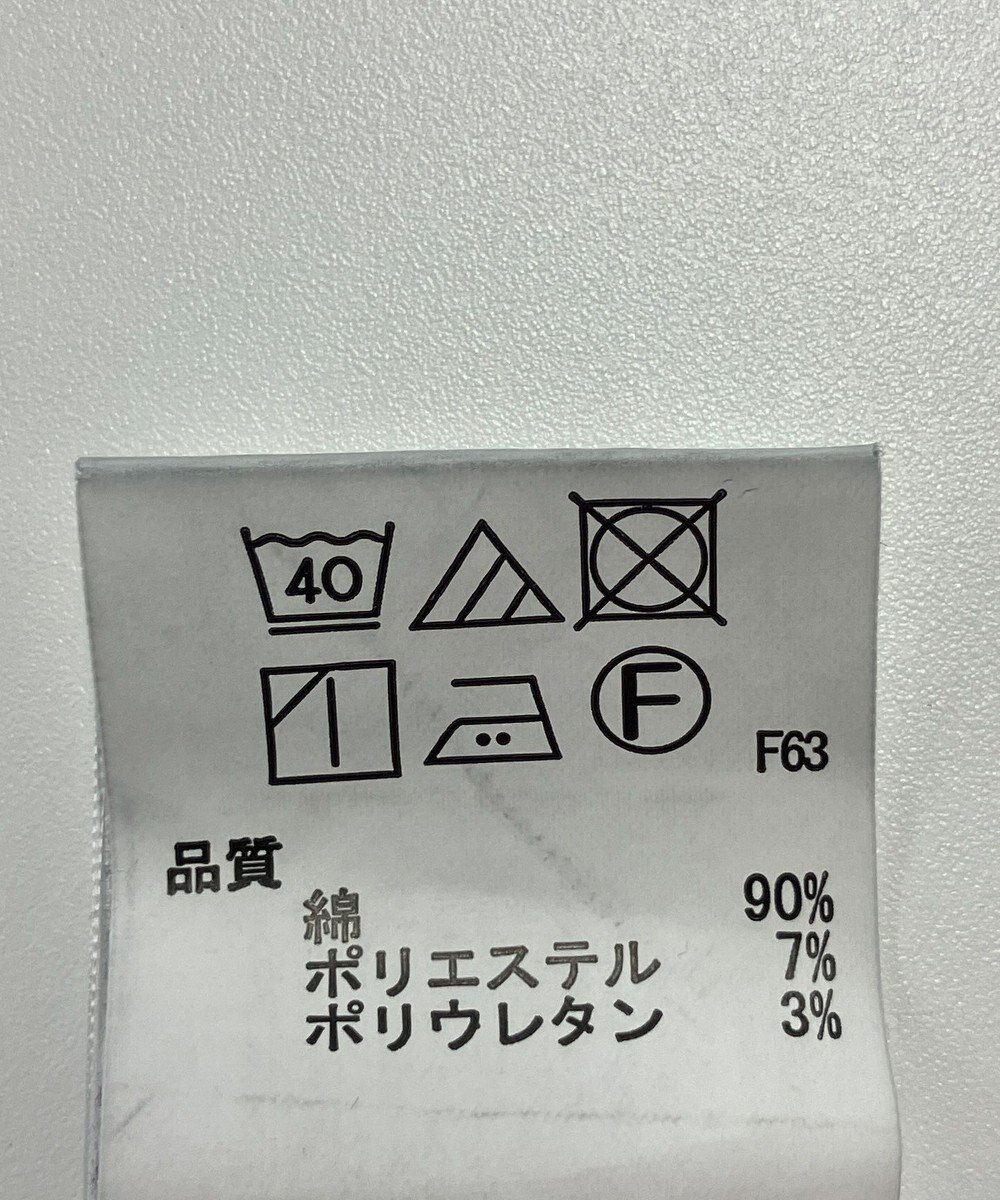 40
F
F63
品質
綿 90%
ポリエステル 7%
ポリウレタン 3%